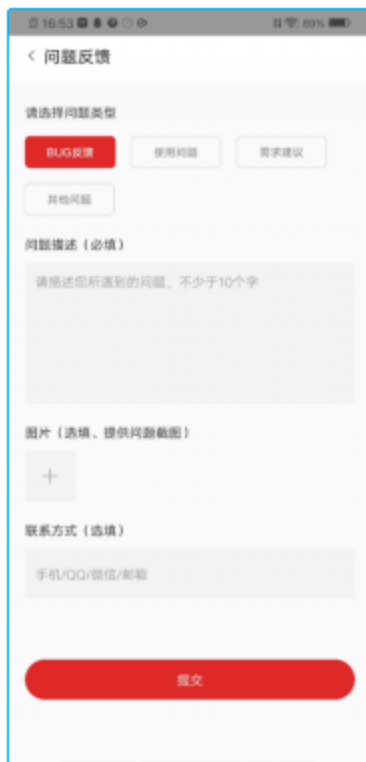 16:53 89%
问题反馈
请选择问题类型
BUG反馈 使用问题 需求建议
其他问题
问题描述（必填）
请描述您所遇到的问题，不少于10个字
图片（选填、提供问题截图）
+
联系方式（选填）
手机/QQ/微信/邮箱
提交